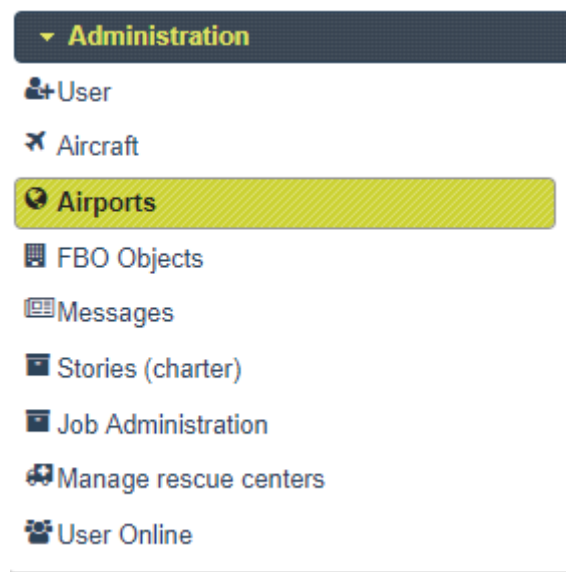 Administration
User
Aircraft
Airports
FBO Objects
Messages
Stories (charter)
Job Administration
Manage rescue centers
User Online